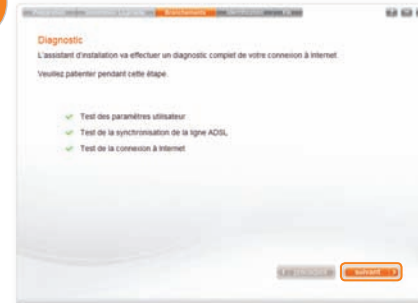 Branchements
Diagnostic
L'assistant d'installation va effectuer un diagnostic complet de votre connexion à Internet
Veuillez patienter pendant cette étape.
Test des paramètres utilisateur
Test de la synchronisation de la ligne ADSL
Test de la connexion à Internet
suivant